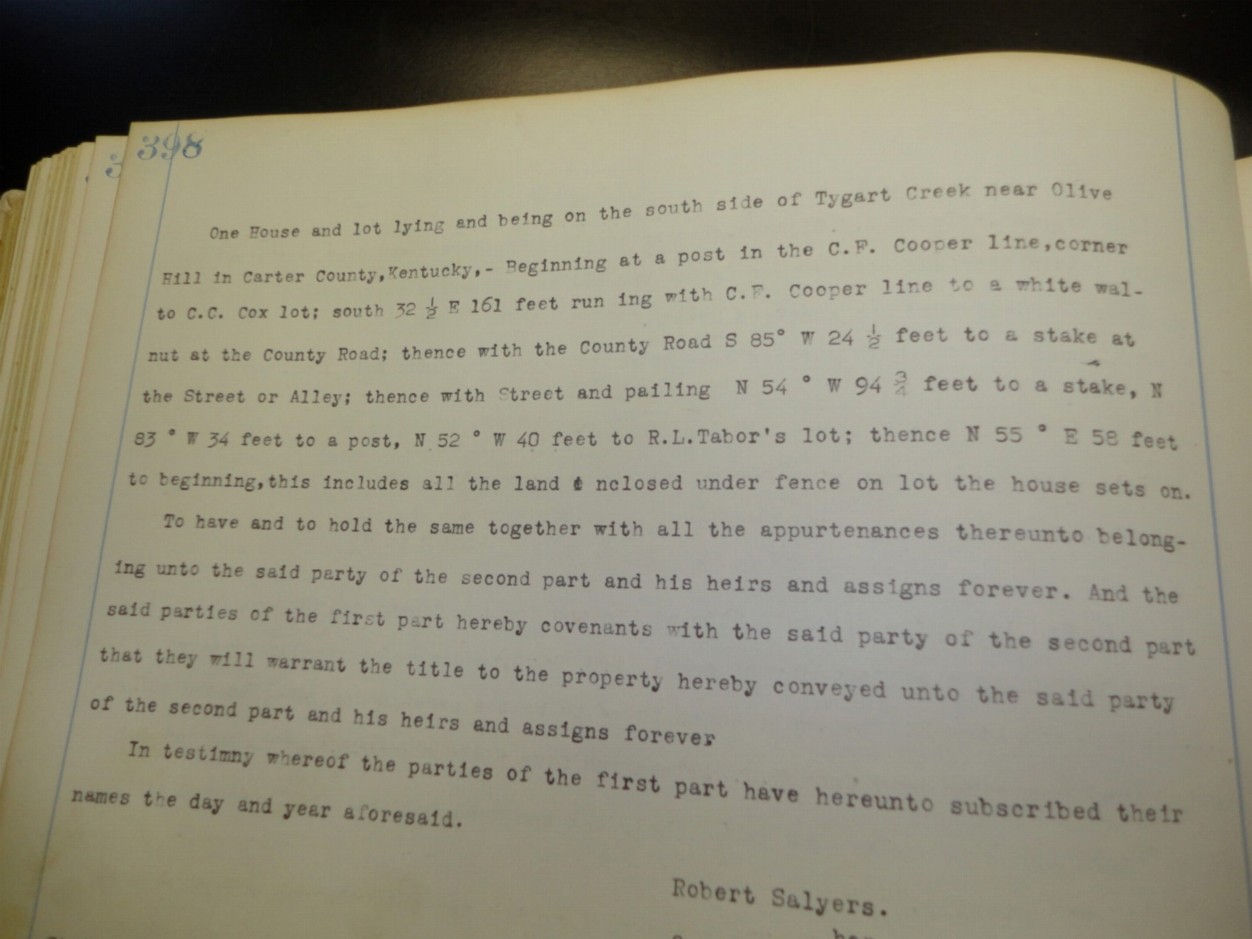 398
One House and lot lying and being on the south side of Tygart Creek near Olive
Hill in Carter County,Kentucky,- Beginning at a post in the C.F. Cooper line,corner
to C.C. Cox lot; south 32 ½ E 161 feet run ing with C.F. Cooper line to a white wal-
nut at the County Road; thence with the County Road S 85° W 24 ½ feet to a stake at
the Street or Alley; thence with Street and pailing N 54 ° W 94 ¾ feet to a stake, N
83 ° W 34 feet to a post, N 52 ° W 40 feet to R.L.Tabor's lot; thence N 55 ° E 58 feet
to beginning,this includes all the land nclosed under fence on lot the house sets on.
To have and to hold the same together with all the appurtenances thereunto belong-
ing unto the said party of the second part and his heirs and assigns forever. And the
said parties of the first part hereby covenants with the said party of the second part
that they will warrant the title to the property hereby conveyed unto the said party
of the second part and his heirs and assigns forever
In testimny whereof the parties of the first part have hereunto subscribed their
names the day and year aforesaid.
Robert Salyers.